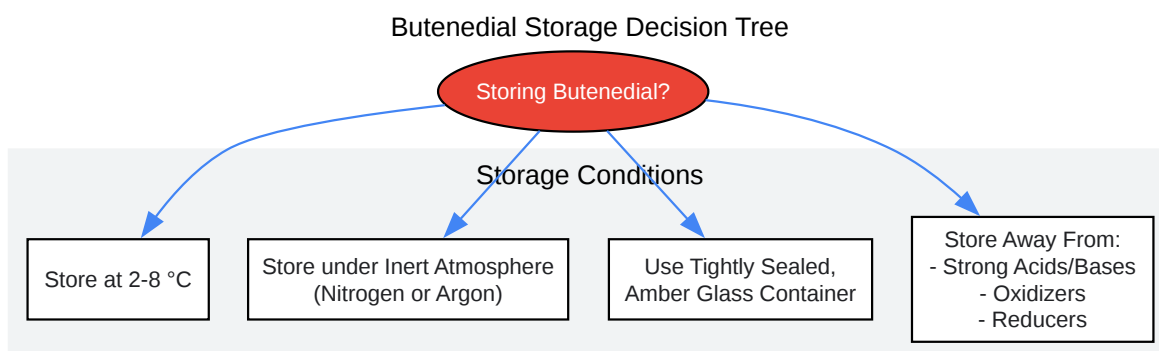 Butenedial Storage Decision Tree
Storing Butenedial?
Storage Conditions
Store at 2-8 °C
Store under Inert Atmosphere
(Nitrogen or Argon)
Use Tightly Sealed,
Amber Glass Container
Store Away From:
- Strong Acids/Bases
- Oxidizers
- Reducers